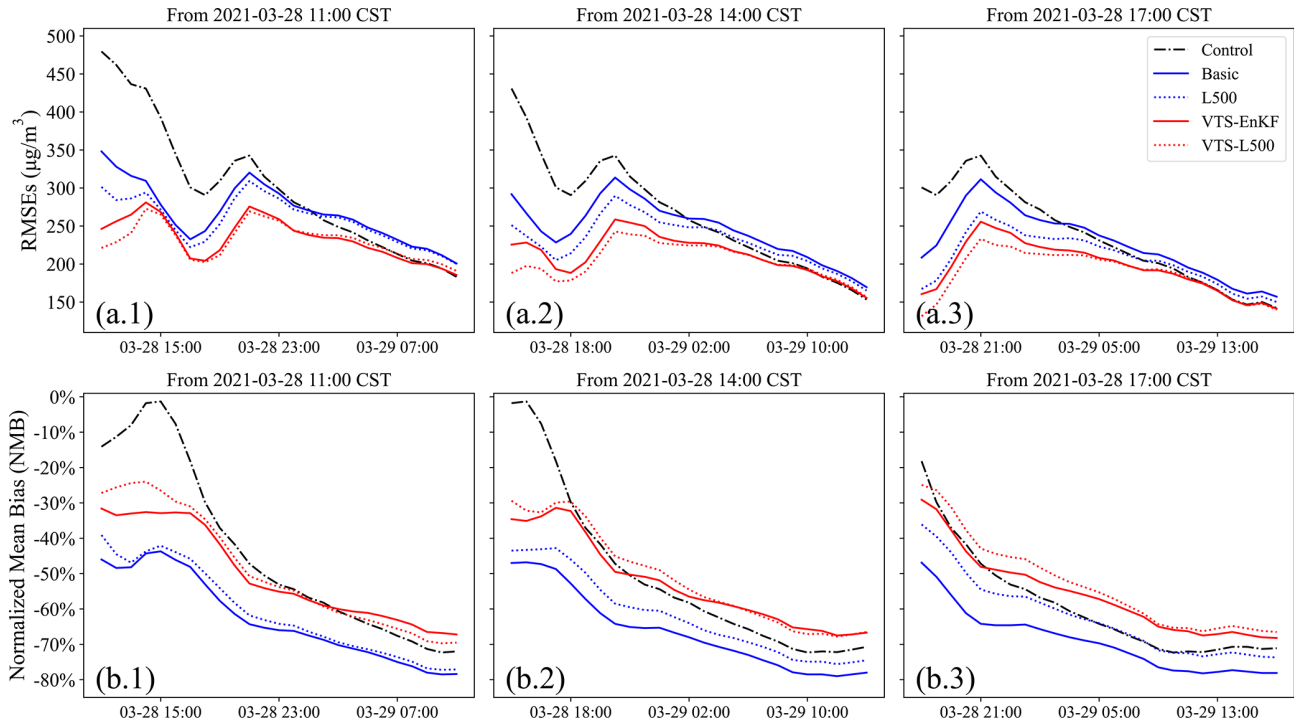 From 2021-03-28 11:00 CST
From 2021-03-28 14:00 CST
From 2021-03-28 17:00 CST
RMSEs (μg/m³)
500
450
400
350
300
250
200
150
Control
Basic
L500
VTS-EnKF
VTS-L500
(a.1)
(a.2)
(a.3)
03-28 15:00 03-28 23:00 03-29 07:00
03-28 18:00 03-29 02:00 03-29 10:00
03-28 21:00 03-29 05:00 03-29 13:00
From 2021-03-28 11:00 CST
From 2021-03-28 14:00 CST
From 2021-03-28 17:00 CST
Normalized Mean Bias (NMB)
0%
-10%
-20%
-30%
-40%
-50%
-60%
-70%
-80%
(b.1)
(b.2)
(b.3)
03-28 15:00 03-28 23:00 03-29 07:00
03-28 18:00 03-29 02:00 03-29 10:00
03-28 21:00 03-29 05:00 03-29 13:00